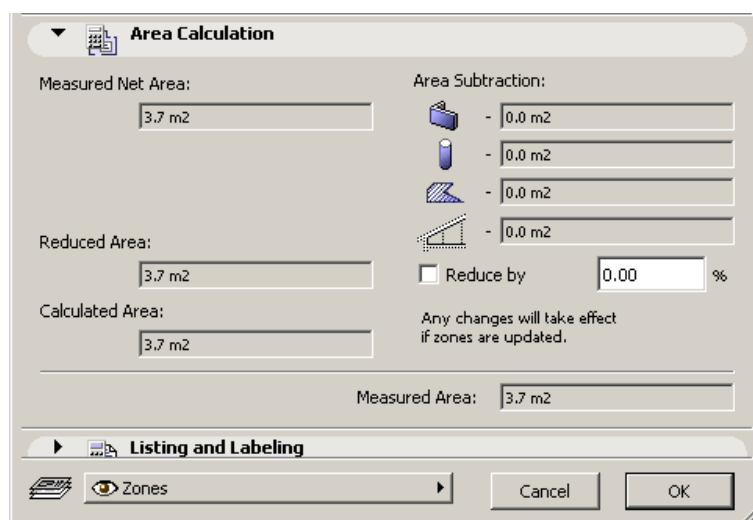 Area Calculation
Measured Net Area:
3.7 m2
Area Subtraction:
- 0.0 m2
- 0.0 m2
- 0.0 m2
- 0.0 m2
Reduced Area:
3.7 m2
Reduce by 0.00 %
Calculated Area:
3.7 m2
Any changes will take effect
if zones are updated.
Measured Area: 3.7 m2
Listing and Labeling
Zones
Cancel OK